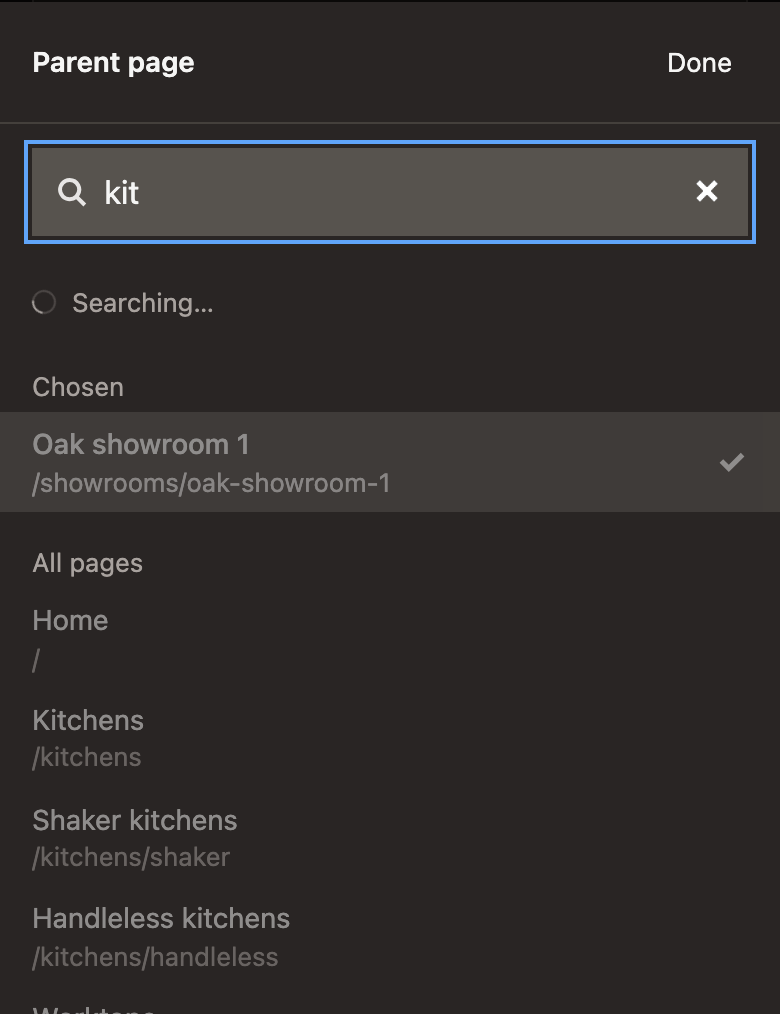 Parent page
Done
kit
Searching...
Chosen
Oak showroom 1
/showrooms/oak-showroom-1
All pages
Home
/
Kitchens
/kitchens
Shaker kitchens
/kitchens/shaker
Handleless kitchens
/kitchens/handleless